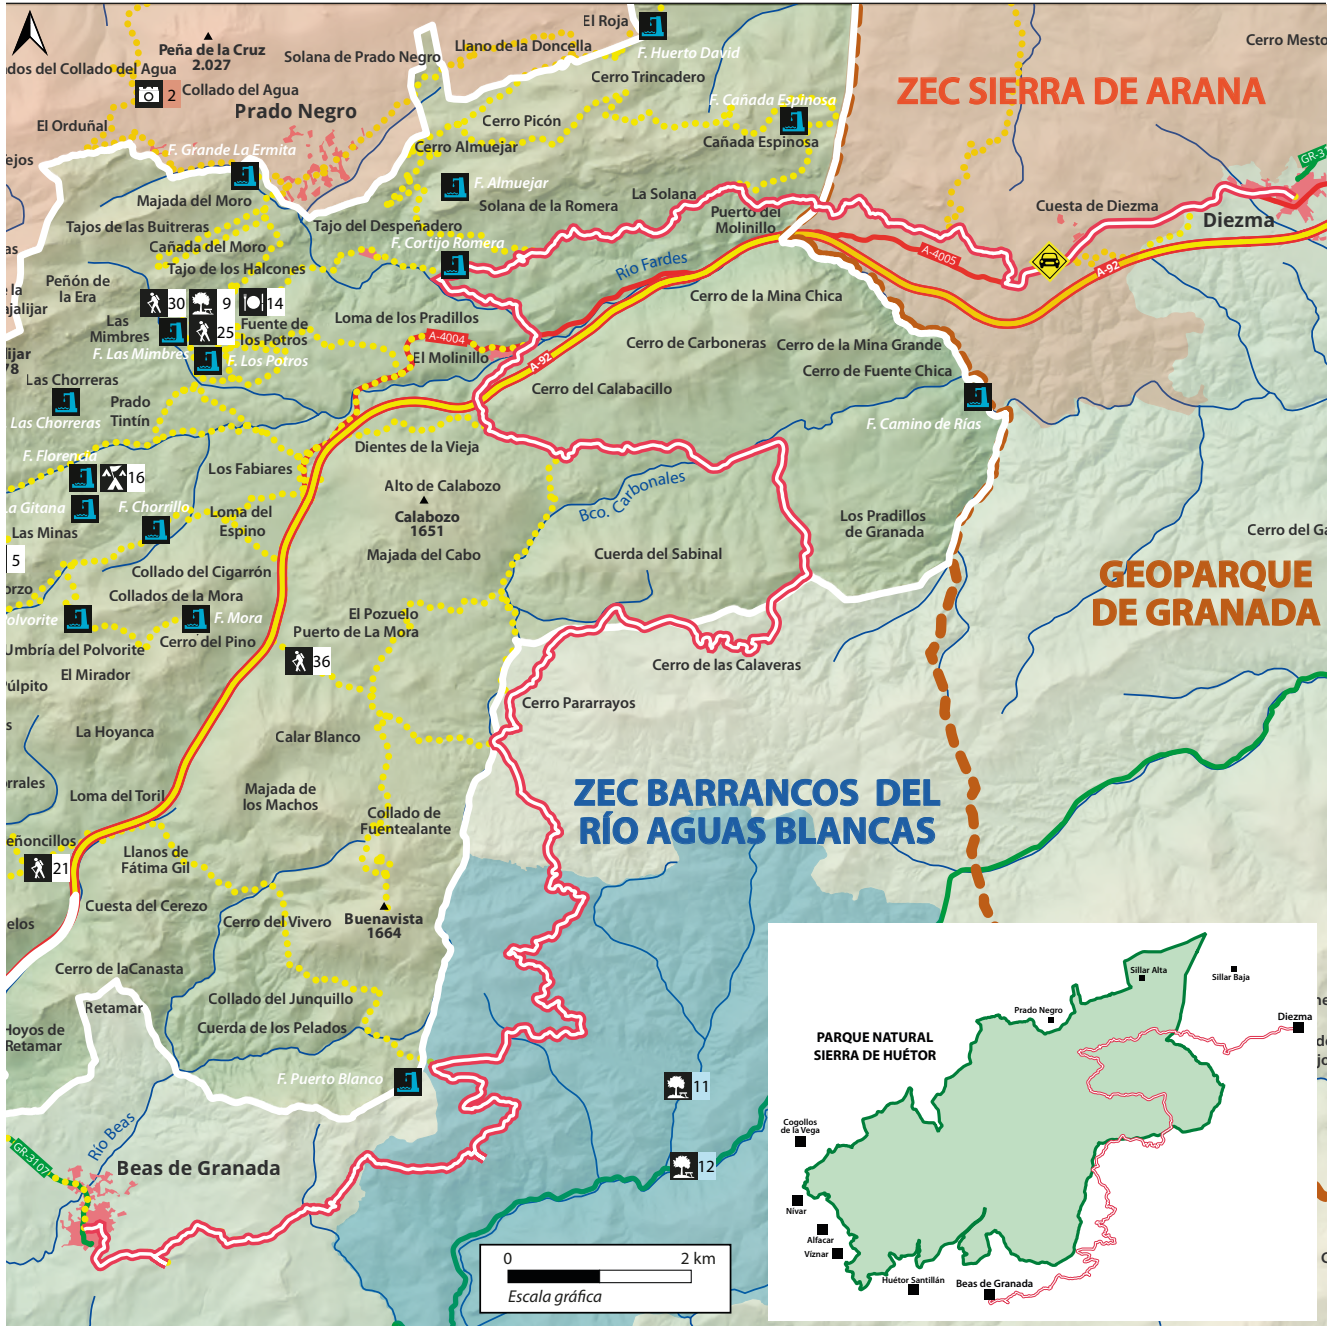 El Roja
Peña de la Cruz
2.027
Solana de Prado Negro
Llano de la Doncella
F. Huerto David
Cerro Mesto
dos del Collado del Agua
Cerro Trincadero
ZEC SIERRA DE ARANA
2
Collado del Agua
F. Cañada Espinosa
Prado Negro
Cerro Picón
El Orduñal
Cañada Espinosa
Cerro Almuejar
F. Grande La Ermita
ejos
GR-31
F. Almuejar
La Solana
Majada del Moro
Solana de la Romera
Cuesta de Diezma
Puerto del
Molinillo
Diezma
Tajos de las Buitreras
Tajo del Despeñadero
Cañada del Moro
F. Cortijo Romera
as
A-4005
Río Fardes
Tajo de los Halcones
A-92
Peñón de
la Era
e la
ajalijar
Cerro de la Mina Chica
30
9
14
Loma de los Pradillos
Las
Mimbres
25
Fuente de
los Potros
A-4004
Cerro de Carboneras
Cerro de la Mina Grande
lijar
78
F. Las Mimbres
F. Los Potros
El Molinillo
A-92
Cerro de Fuente Chica
Las Chorreras
Cerro del Calabacillo
Prado
Tintín
Las Chorreras
F. Camino de Rías
Dientes de la Vieja
F. Florencia
Los Fabiares
16
Alto de Calabozo
Bco. Carbonales
a Gitana
F. Chorrillo
Loma del
Espino
Calabozo
1651
Los Pradillos
de Granada
Las Minas
Cerro del Ga
5
Majada del Cabo
Cuerda del Sabinal
Collado del Cigarrón
GEOPARQUE
DE GRANADA
orzo
Collados de la Mora
olvorite
F. Mora
El Pozuelo
Puerto de La Mora
Cerro del Pino
Umbría del Polvorite
36
Cerro de las Calaveras
El Mirador
úlpito
Cerro Pararrayos
s
La Hoyanca
Calar Blanco
orrales
Loma del Toril
Majada de
los Machos
ZEC BARRANCOS DEL
RÍO AGUAS BLANCAS
Collado de
Fuentealante
eñoncillos
Llanos de
Fátima Gil
21
Cuesta del Cerezo
Cerro del Vivero
Buenavista
1664
elos
Cerro de laCanasta
Collado del Junquillo
Retamar
Cuerda de los Pelados
Hoyos de
Retamar
F. Puerto Blanco
11
Río Beas
GR-3107
Beas de Granada
12
0
2 km
Escala gráfica
Sillar Alta
Sillar Baja
Prado Negro
Diezma
PARQUE NATURAL
SIERRA DE HUÉTOR
Cogollos
de la Vega
Nívar
Alfacar
Víznar
Huétor Santillán
Beas de Granada